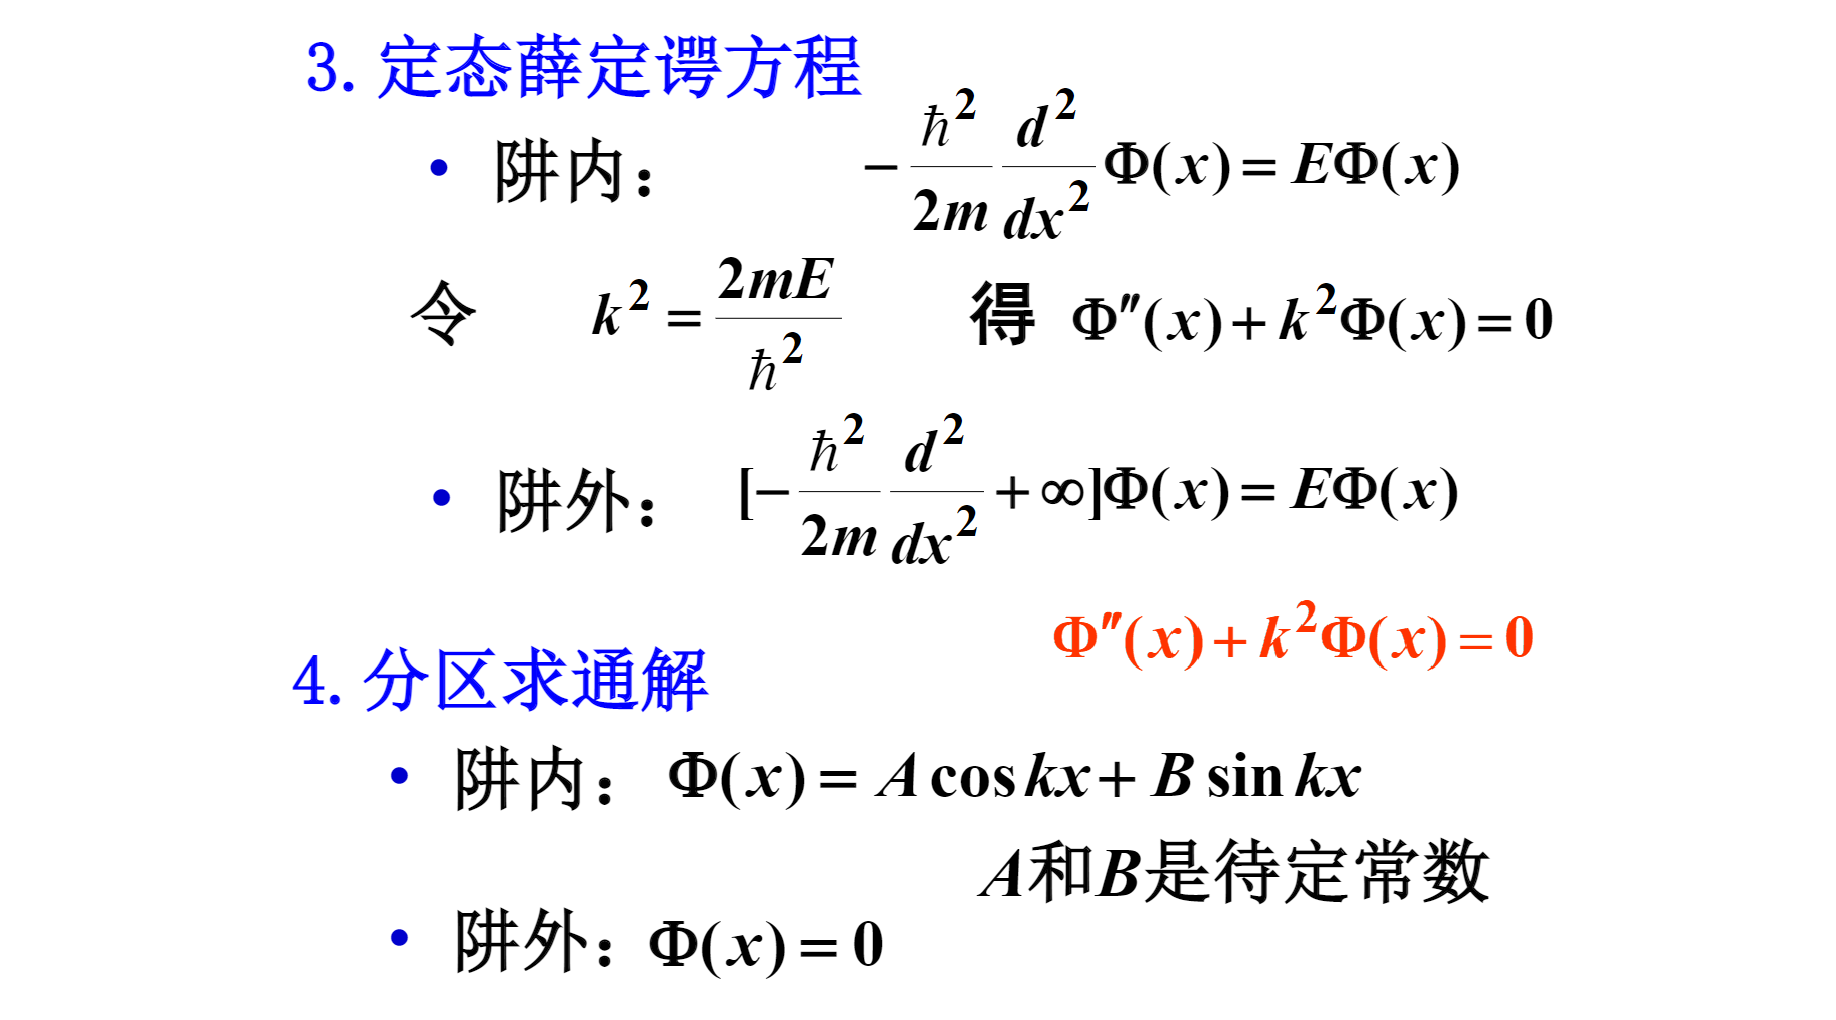 3. 定态薛定谔方程
• 阱内： $-\frac{\hbar^2}{2m}\frac{d^2}{dx^2}\Phi(x)=E\Phi(x)$
令 $k^2=\frac{2mE}{\hbar^2}$ 得 $\Phi''(x)+k^2\Phi(x)=0$
• 阱外： $[-\frac{\hbar^2}{2m}\frac{d^2}{dx^2}+\infty]\Phi(x)=E\Phi(x)$
$\Phi''(x)+k^2\Phi(x)=0$
4. 分区求通解
• 阱内： $\Phi(x)=A\cos kx+B\sin kx$
A和B是待定常数
• 阱外： $\Phi(x)=0$